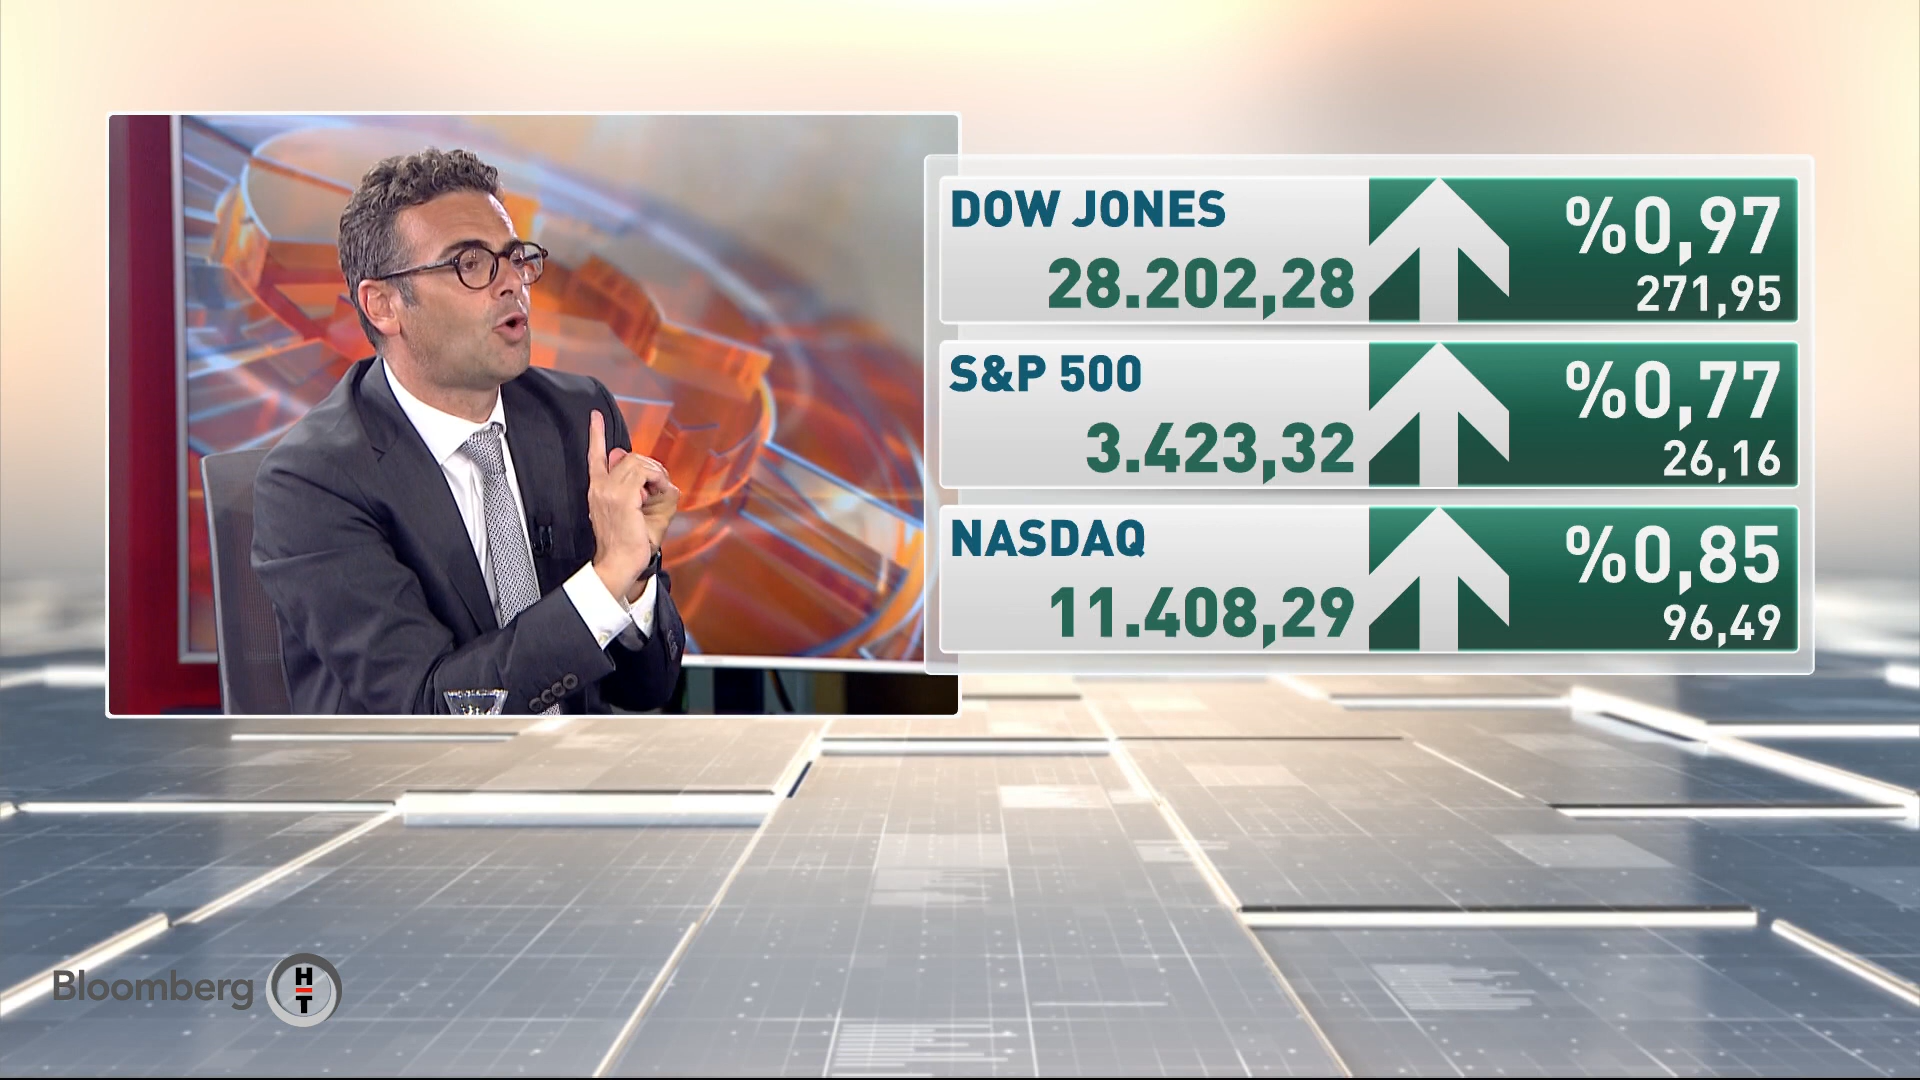 DOW JONES
28.202,28
%0,97
271,95
S&P 500
3.423,32
%0,77
26,16
NASDAQ
11.408,29
%0,85
96,49
Bloomberg HT